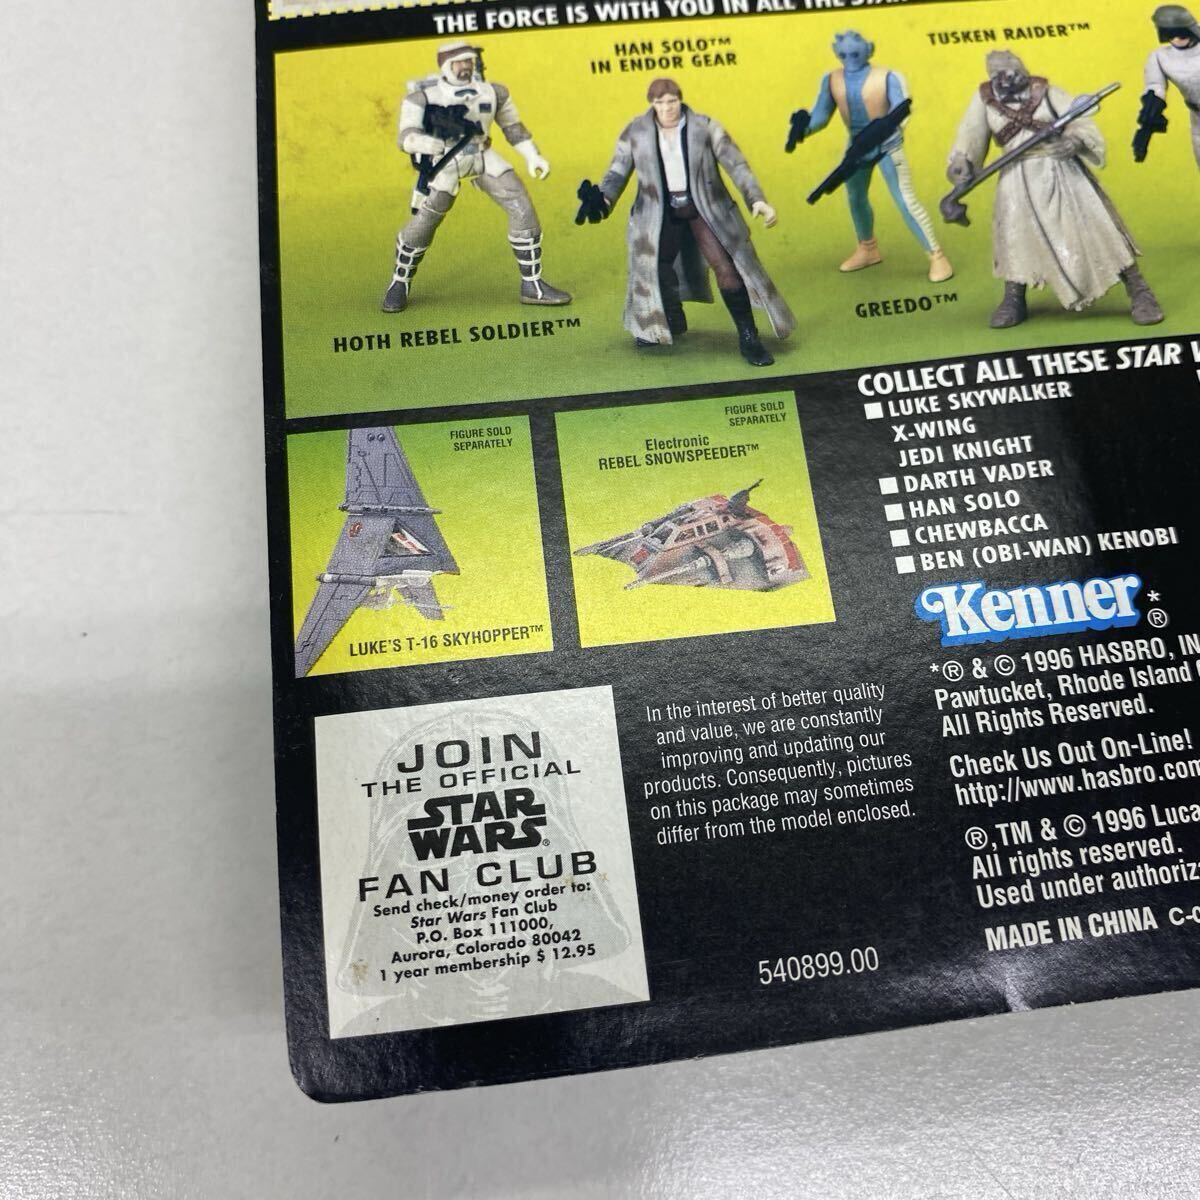 THE FORCE IS WITH YOU IN ALL THE STAR
HAN SOLO™
IN ENDOR GEAR
TUSKEN RAIDER™
HOTH REBEL SOLDIER™
GREEDO™
FIGURE SOLD
SEPARATELY
LUKE'S T-16 SKYHOPPER™
FIGURE SOLD
SEPARATELY
Electronic
REBEL SNOWSPEEDER™
COLLECT ALL THESE STAR W
■ LUKE SKYWALKER
X-WING
JEDI KNIGHT
■ DARTH VADER
■ HAN SOLO
■ CHEWBACCA
■ BEN (OBI-WAN) KENOBI
Kenner * ®
*® & © 1996 HASBRO, IN
Pawtucket, Rhode Island
All Rights Reserved.
Check Us Out On-Line!
http://www.hasbro.com
®,TM & © 1996 Luca
All rights reserved.
Used under authoriz
MADE IN CHINA C-0
JOIN
THE OFFICIAL
STAR
WARS®
FAN CLUB
Send check/money order to:
Star Wars Fan Club
P.O. Box 111000,
Aurora, Colorado 80042
1 year membership $ 12.95
In the interest of better quality
and value, we are constantly
improving and updating our
products. Consequently, pictures
on this package may sometimes
differ from the model enclosed.
540899.00